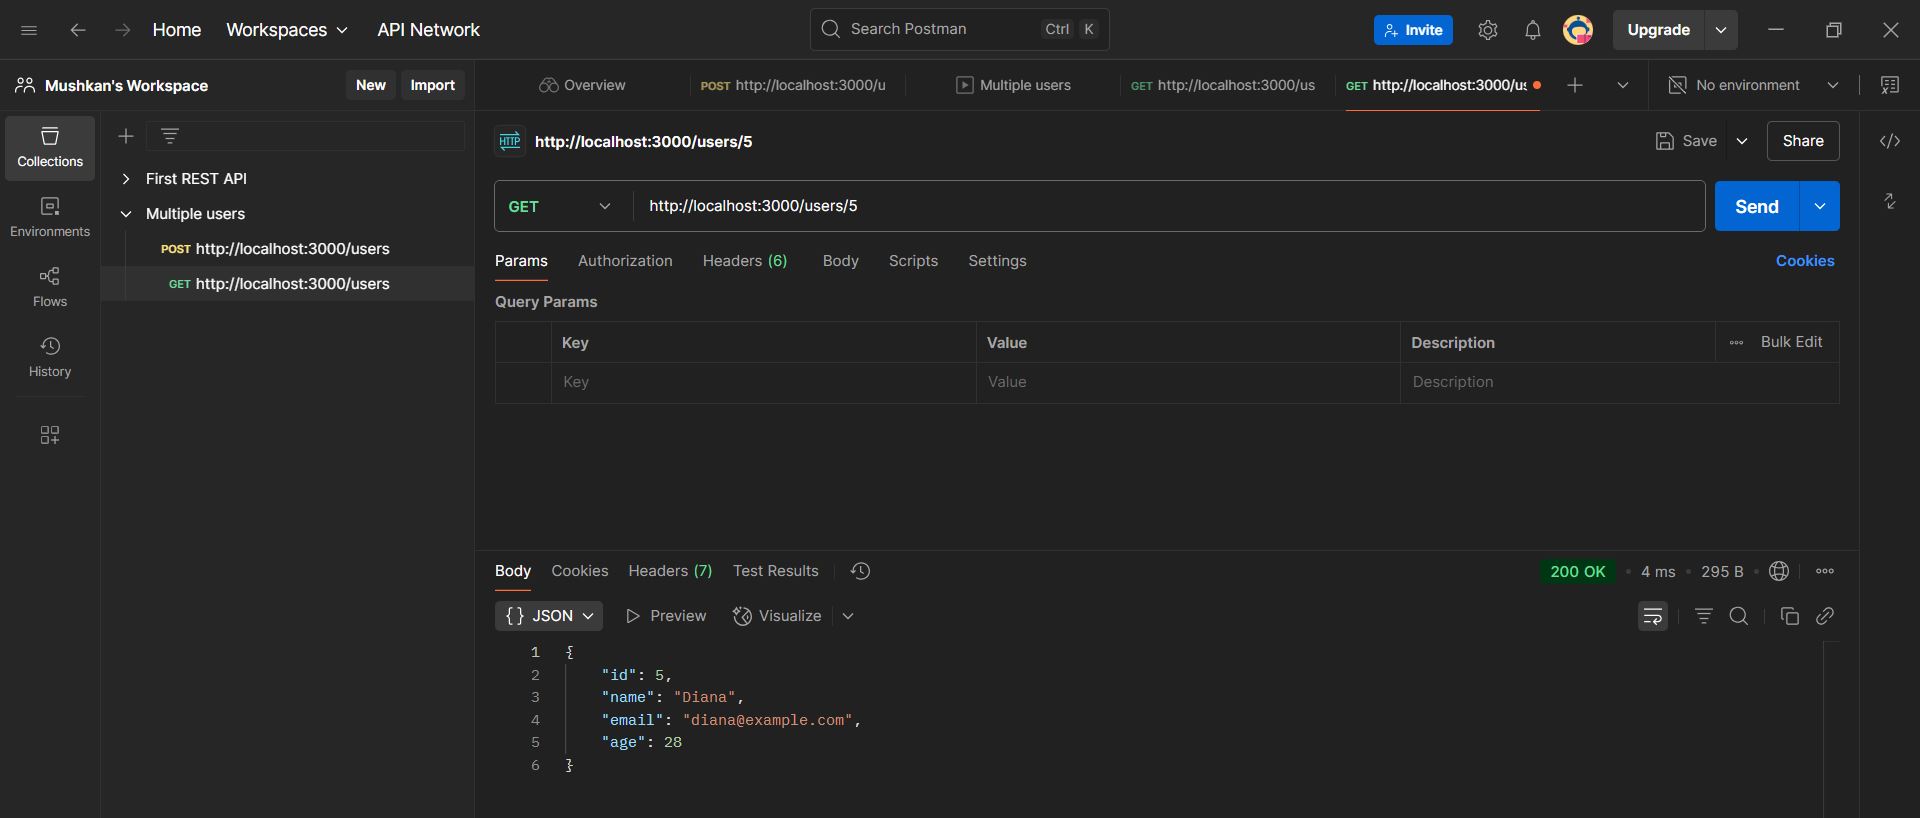 Home Workspaces API Network Search Postman Ctrl K Invite Upgrade
Mushkan's Workspace New Import Overview POST http://localhost:3000/u Multiple users GET http://localhost:3000/us GET http://localhost:3000/us No environment
Collections
Environments
Flows
History
First REST API
Multiple users
POST http://localhost:3000/users
GET http://localhost:3000/users
HTTP http://localhost:3000/users/5 Save Share
GET http://localhost:3000/users/5 Send
Params Authorization Headers (6) Body Scripts Settings Cookies
Query Params
Key Value Description Bulk Edit
Key Value Description
Body Cookies Headers (7) Test Results 200 OK • 4 ms • 295 B •
{} JSON Preview Visualize
1 {
2 "id": 5,
3 "name": "Diana",
4 "email": "diana@example.com",
5 "age": 28
6 }